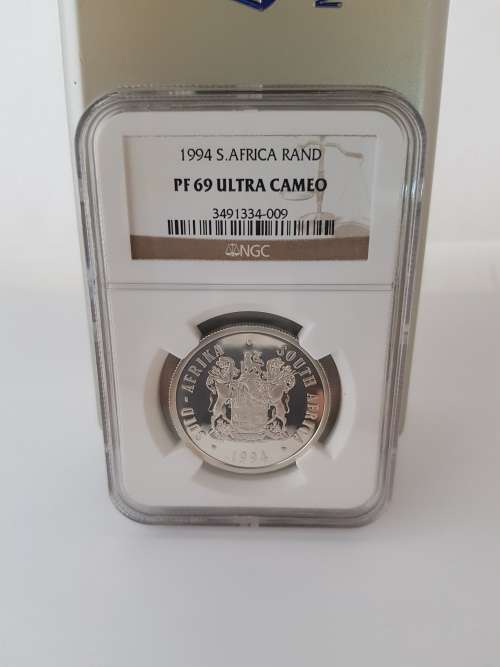 1994 S.AFRICA RAND
PF 69 ULTRA CAMEO
3491334-009
NGC
SUID - AFRIKA SOUTH AFRICA
1994